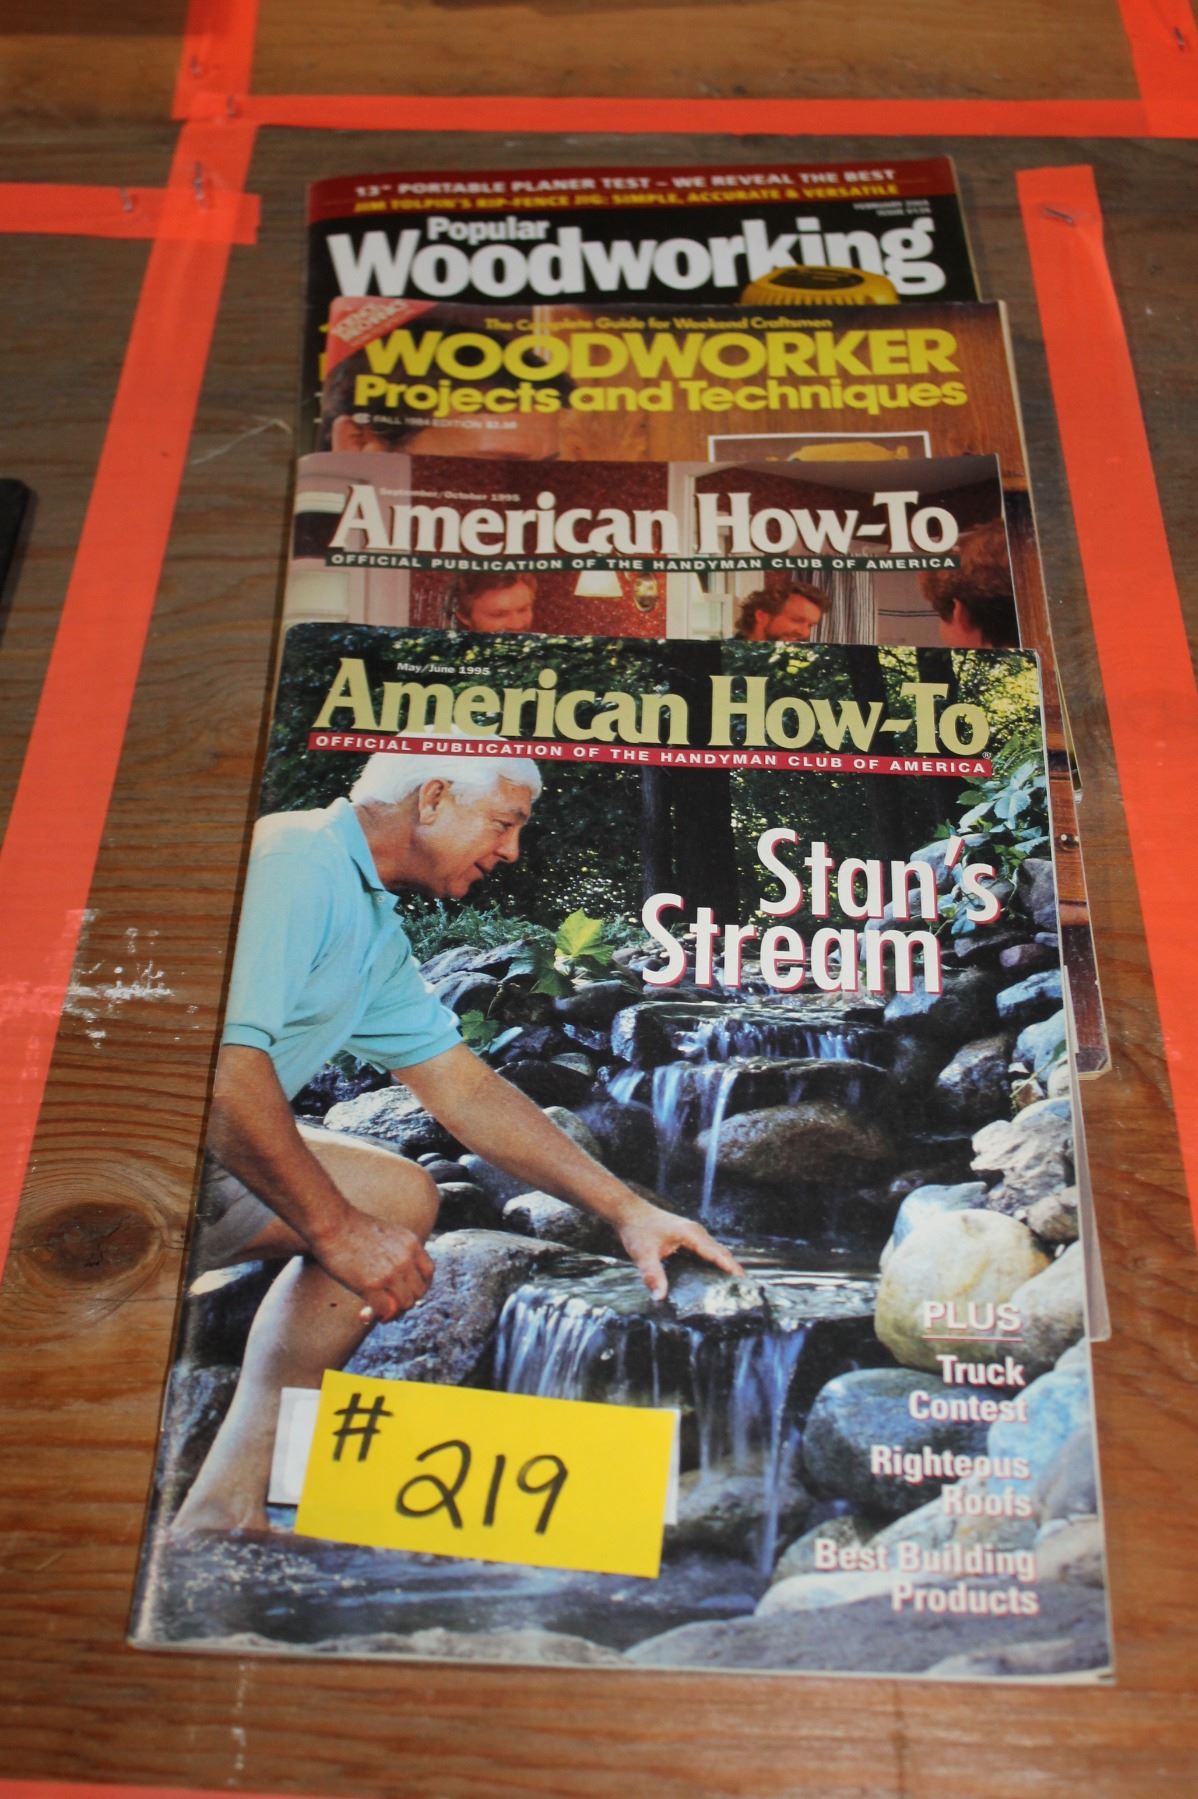 13" PORTABLE PLANER TEST – WE REVEAL THE BEST
JIM TOLPIN'S RIP-FENCE JIG: SIMPLE, ACCURATE & VERSATILE
Popular
Woodworking
The Complete Guide for Weekend Craftsmen
WOODWORKER
Projects and Techniques
FALL 1984 EDITION
September/October 1995
American How-To
OFFICIAL PUBLICATION OF THE HANDYMAN CLUB OF AMERICA
May/June 1995
American How-To®
OFFICIAL PUBLICATION OF THE HANDYMAN CLUB OF AMERICA
Stan's
Stream
PLUS
Truck
Contest
Righteous
Roofs
Best Building
Products
# 219